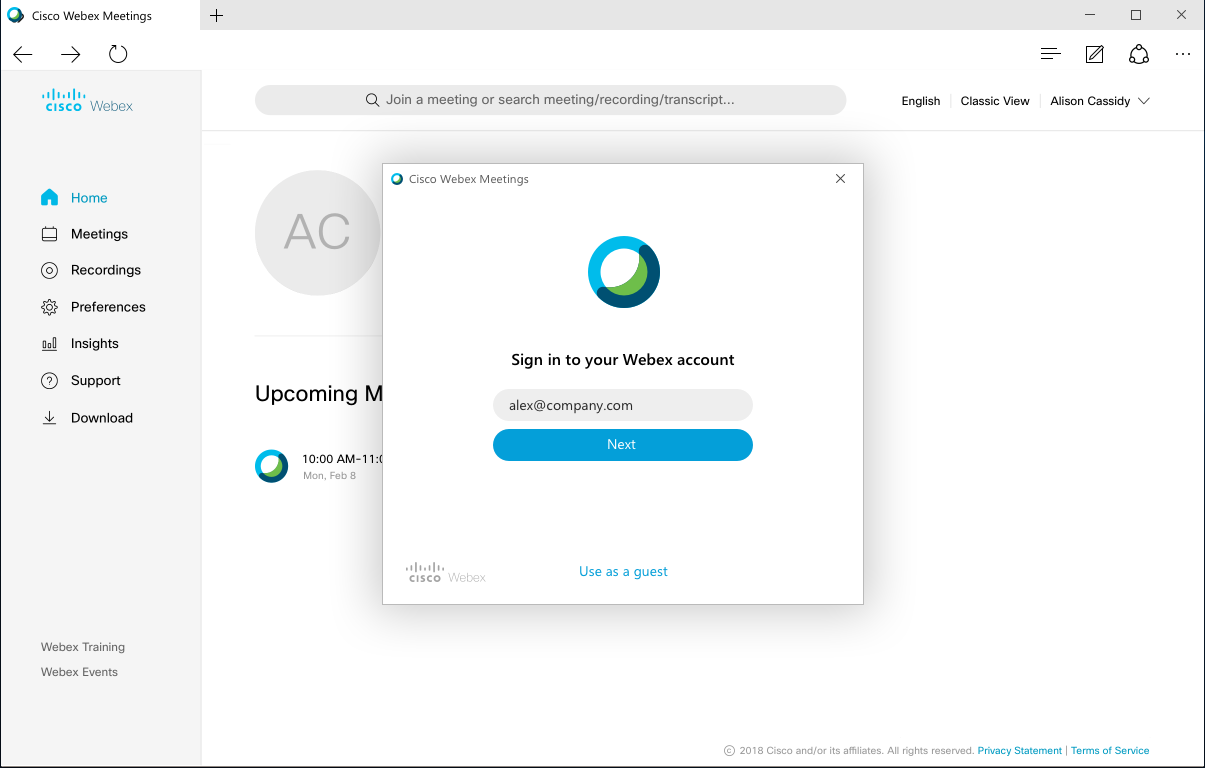 Cisco Webex Meetings
cisco Webex
Join a meeting or search meeting/recording/transcript...
English
Classic View
Alison Cassidy
Home
Meetings
Recordings
Preferences
Insights
Support
Download
Webex Training
Webex Events
AC
Upcoming M
10:00 AM-11:0
Mon, Feb 8
Cisco Webex Meetings
Sign in to your Webex account
alex@company.com
Next
cisco Webex
Use as a guest
© 2018 Cisco and/or its affiliates. All rights reserved. Privacy Statement | Terms of Service